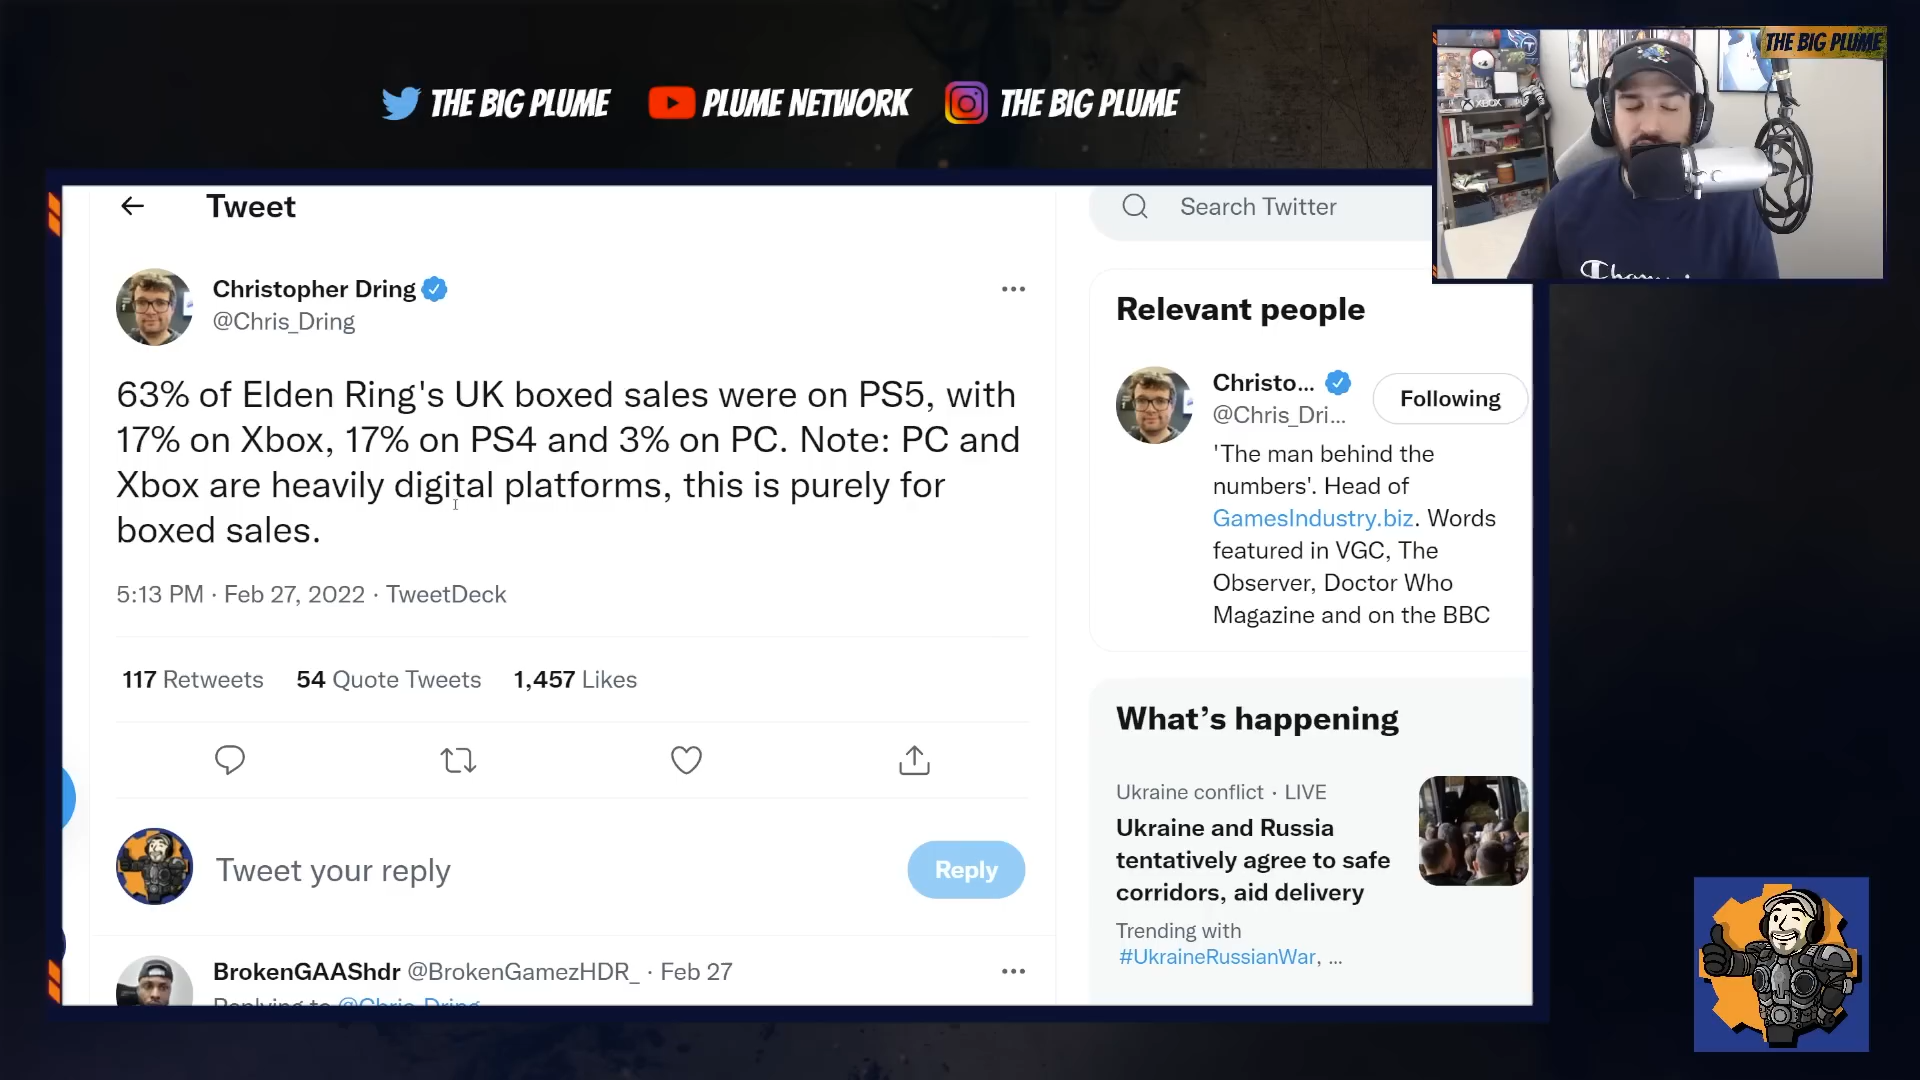 THE BIG PLUME
PLUME NETWORK
THE BIG PLUME
THE BIG PLUME
XBOX
Tweet
Christopher Dring
@Chris_Dring
63% of Elden Ring's UK boxed sales were on PS5, with
17% on Xbox, 17% on PS4 and 3% on PC. Note: PC and
Xbox are heavily digital platforms, this is purely for
boxed sales.
5:13 PM · Feb 27, 2022 · TweetDeck
117 Retweets 54 Quote Tweets 1,457 Likes
Tweet your reply
Reply
BrokenGAAShdr @BrokenGamezHDR_ · Feb 27
Replying to @Chris_Dring
Search Twitter
Relevant people
Christo...
@Chris_Dri...
Following
'The man behind the
numbers'. Head of
GamesIndustry.biz. Words
featured in VGC, The
Observer, Doctor Who
Magazine and on the BBC
What's happening
Ukraine conflict · LIVE
Ukraine and Russia
tentatively agree to safe
corridors, aid delivery
Trending with
#UkraineRussianWar, ...